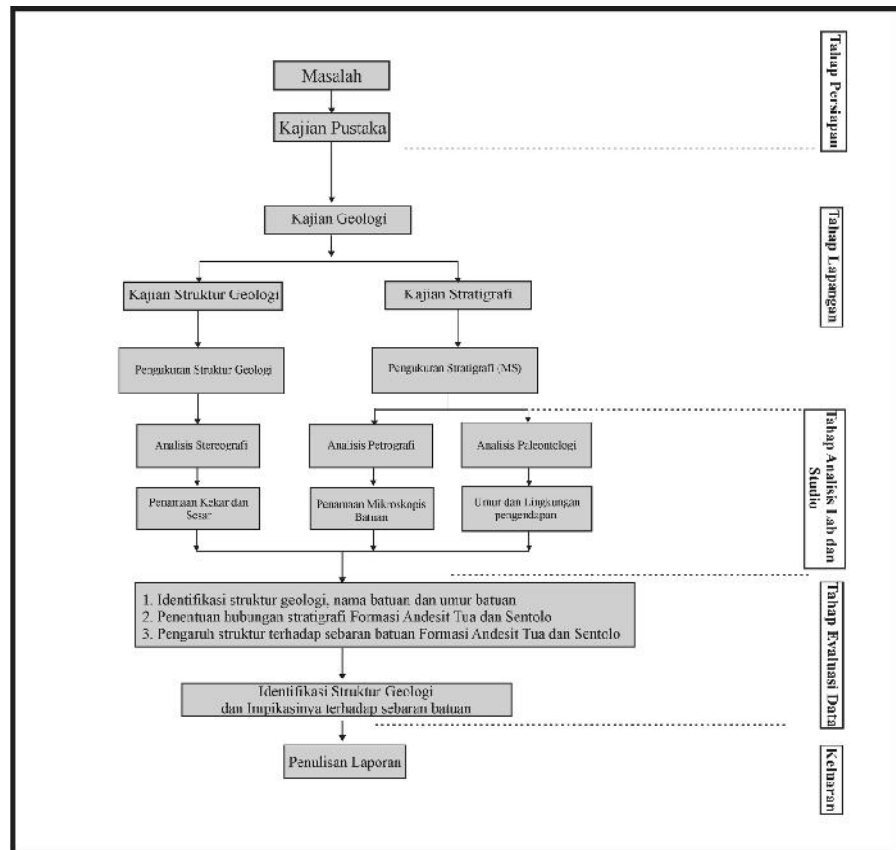 Masalah
Kajian Pustaka
Tahap Persiapan
Kajian Geologi
Kajian Struktur Geologi
Kajian Stratigrafi
Tahap Lapangan
Pengukuran Struktur Geologi
Pengukuran Stratigrafi (MS)
Analisis Stereografi
Analisis Petrografi
Analisis Paleontologi
Penamaan Kekar dan
Sesar
Penamaan Mikroskopis
Batuan
Umur dan Lingkungan
pengendapan
Tahap Analisis Lab dan
Studio
1. Identifikasi struktur geologi, nama batuan dan umur batuan
2. Penentuan hubungan stratigrafi Formasi Andesit Tua dan Sentolo
3. Pengaruh struktur terhadap sebaran batuan Formasi Andesit Tua dan Sentolo
Identifikasi Struktur Geologi
dan Impikasinya terhadap sebaran batuan
Tahap Evaluasi Data
Penulisan Laporan
Keluaran